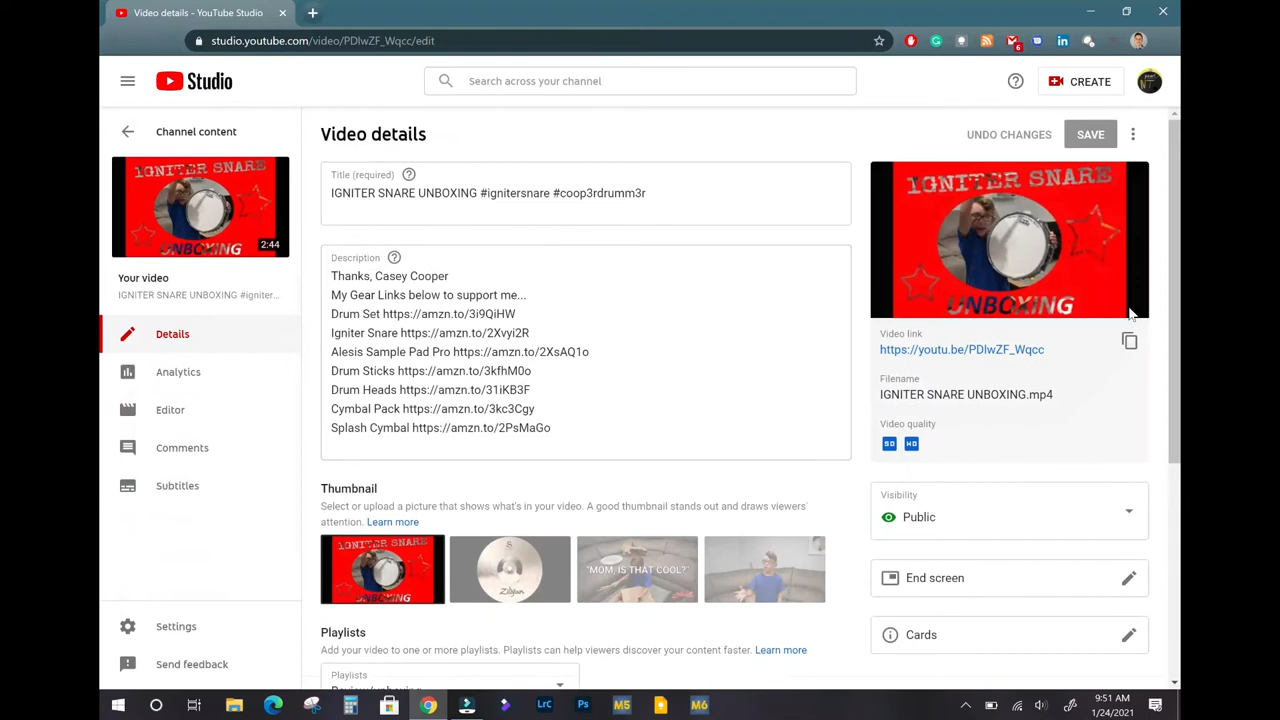 Video details - YouTube Studio
studio.youtube.com/video/PDlwZF_Wqcc/edit
6
Studio
Search across your channel
CREATE
Channel content
IGNITER SNARE
UNBOXING
2:44
Your video
IGNITER SNARE UNBOXING #igniter...
Details
Analytics
Editor
Comments
Subtitles
Settings
Send feedback
Video details
UNDO CHANGES
SAVE
Title (required)
IGNITER SNARE UNBOXING #ignitersnare #coop3rdrumm3r
Description
Thanks, Casey Cooper
My Gear Links below to support me...
Drum Set https://amzn.to/3i9QiHW
Igniter Snare https://amzn.to/2Xvyi2R
Alesis Sample Pad Pro https://amzn.to/2XsAQ1o
Drum Sticks https://amzn.to/3kfhM0o
Drum Heads https://amzn.to/31iKB3F
Cymbal Pack https://amzn.to/3kc3Cgy
Splash Cymbal https://amzn.to/2PsMaGo
Thumbnail
Select or upload a picture that shows what's in your video. A good thumbnail stands out and draws viewers'
attention. Learn more
IGNITER SNARE
UNBOXING
S
Zildjian
"MOM, IS THAT COOL?"
Playlists
Add your video to one or more playlists. Playlists can help viewers discover your content faster. Learn more
Playlists
Review/unboxing
IGNITER SNARE
UNBOXING
Video link
https://youtu.be/PDlwZF_Wqcc
Filename
IGNITER SNARE UNBOXING.mp4
Video quality
SD HD
Visibility
Public
End screen
Cards
LrC
Ps
M5
M6
9:51 AM
1/24/2021